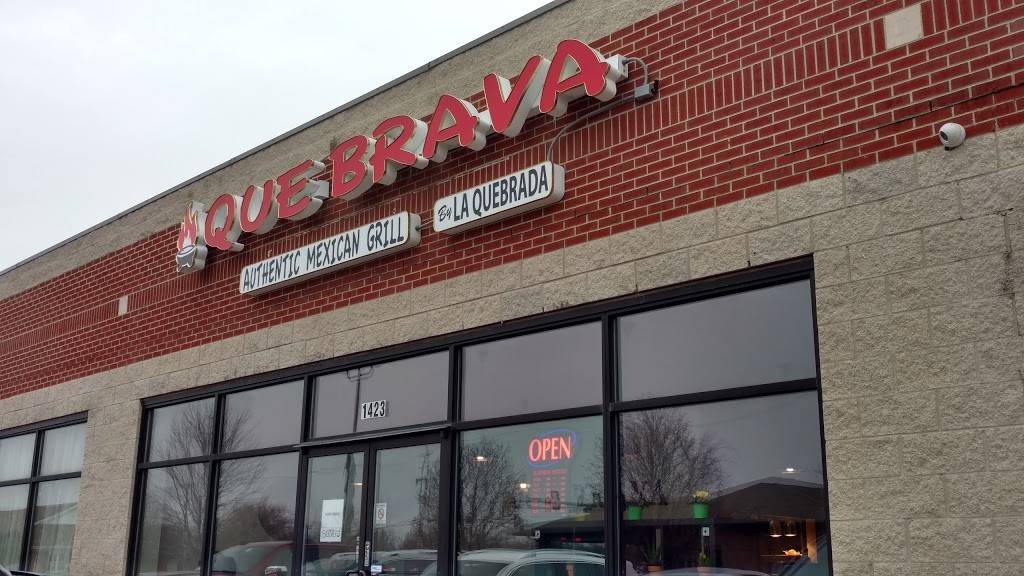 QUE BRAVA
AUTHENTIC MEXICAN GRILL
By LA QUEBRADA
1423
OPEN